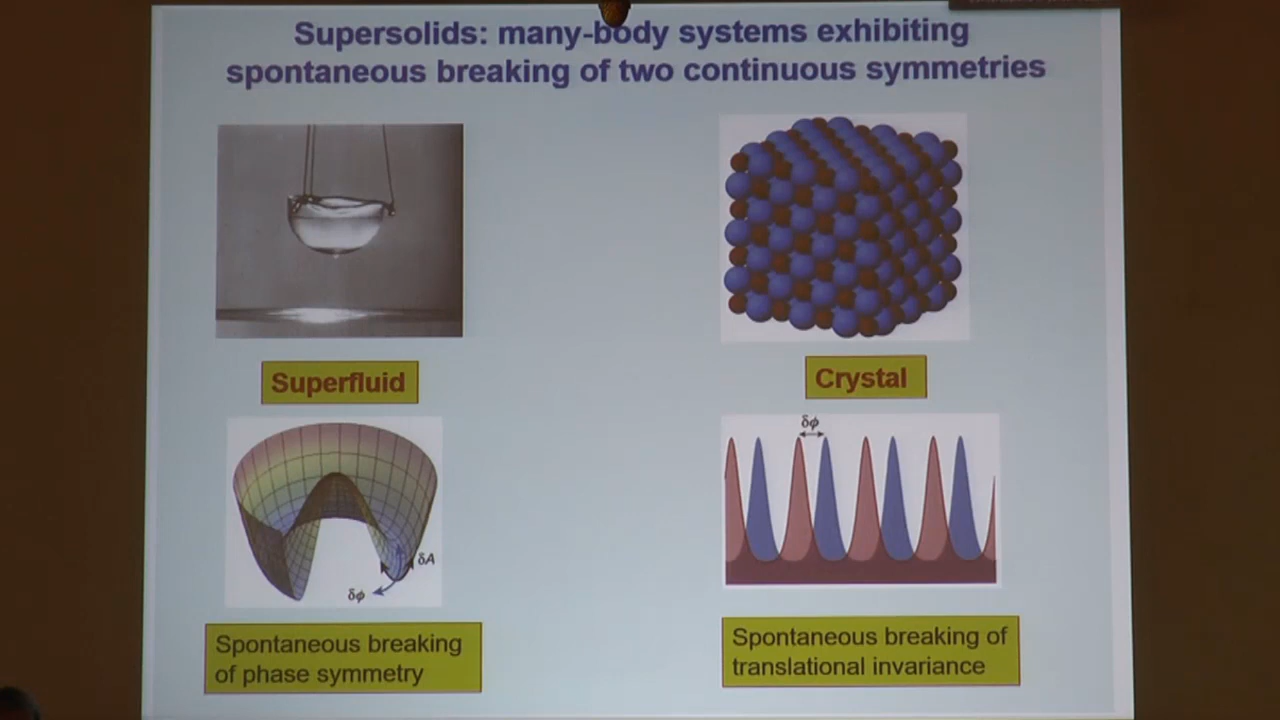 Supersolids: many-body systems exhibiting
spontaneous breaking of two continuous symmetries
Superfluid
Crystal
δA
δϕ
δϕ
Spontaneous breaking
of phase symmetry
Spontaneous breaking of
translational invariance